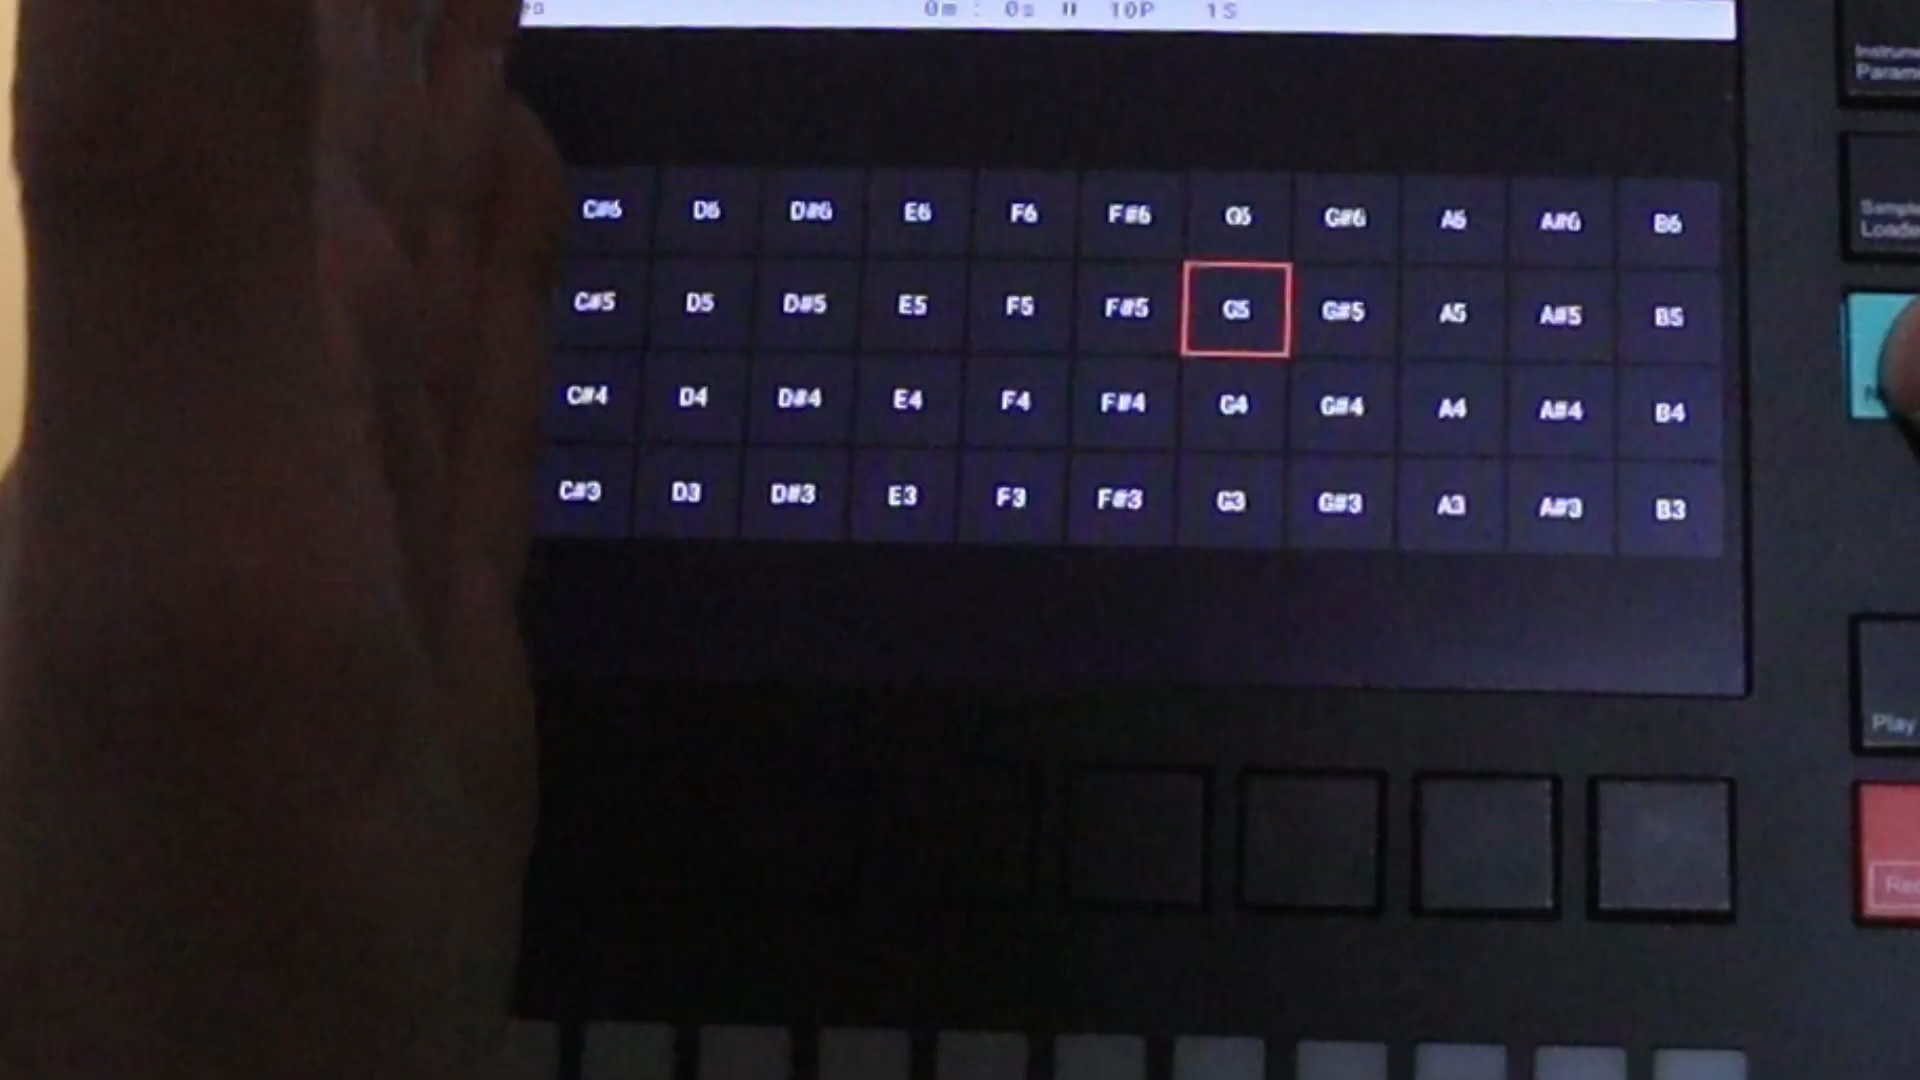 0m : 0s 10P 1S
C#6 D6 D#6 E6 F6 F#6 G6 G#6 A6 A#6 B6
C#5 D5 D#5 E5 F5 F#5 G5 G#5 A5 A#5 B5
C#4 D4 D#4 E4 F4 F#4 G4 G#4 A4 A#4 B4
C#3 D3 D#3 E3 F3 F#3 G3 G#3 A3 A#3 B3
Play